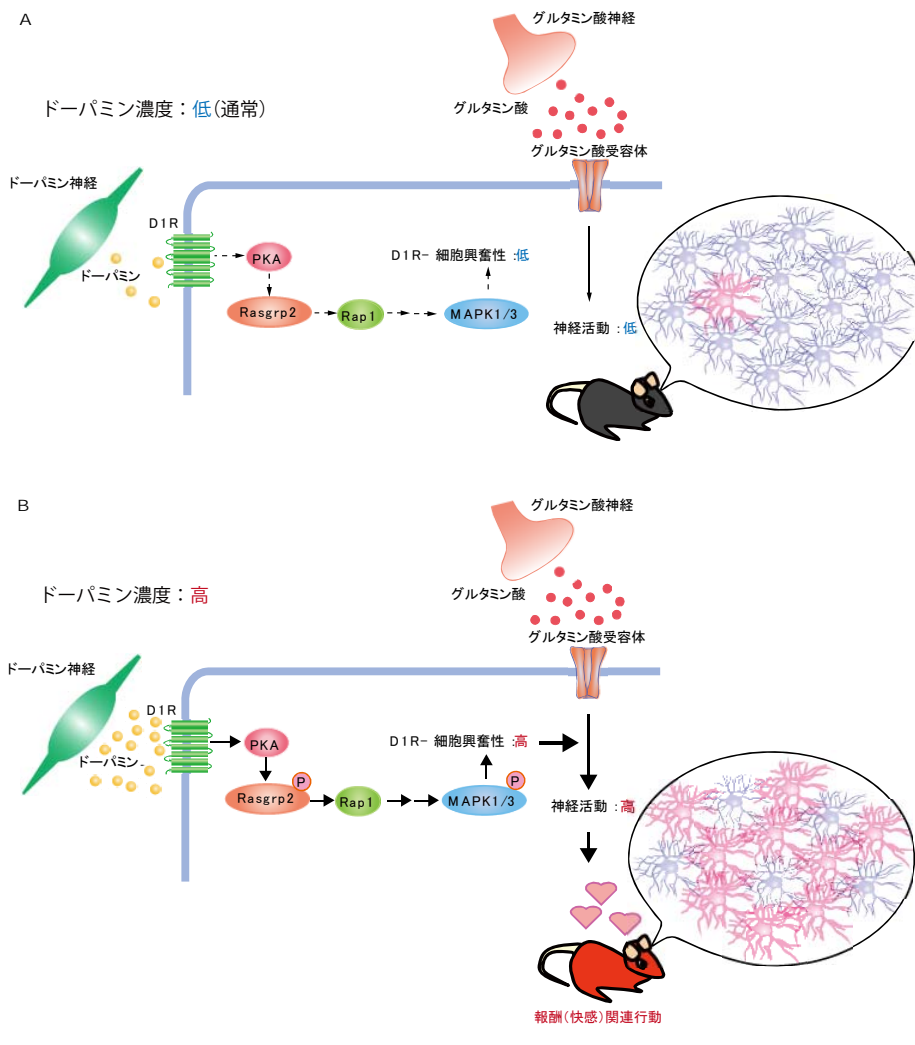 A
グルタミン酸神経
ドーパミン濃度：低(通常)
グルタミン酸
グルタミン酸受容体
ドーパミン神経
D1R
ドーパミン
PKA
D1R- 細胞興奮性 :低
Rasgrp2
Rap1
MAPK1/3
神経活動 :低
B
グルタミン酸神経
ドーパミン濃度：高
グルタミン酸
グルタミン酸受容体
ドーパミン神経
D1R
ドーパミン
PKA
D1R- 細胞興奮性 :高
P
P
Rasgrp2
Rap1
MAPK1/3
神経活動 :高
報酬(快感)関連行動